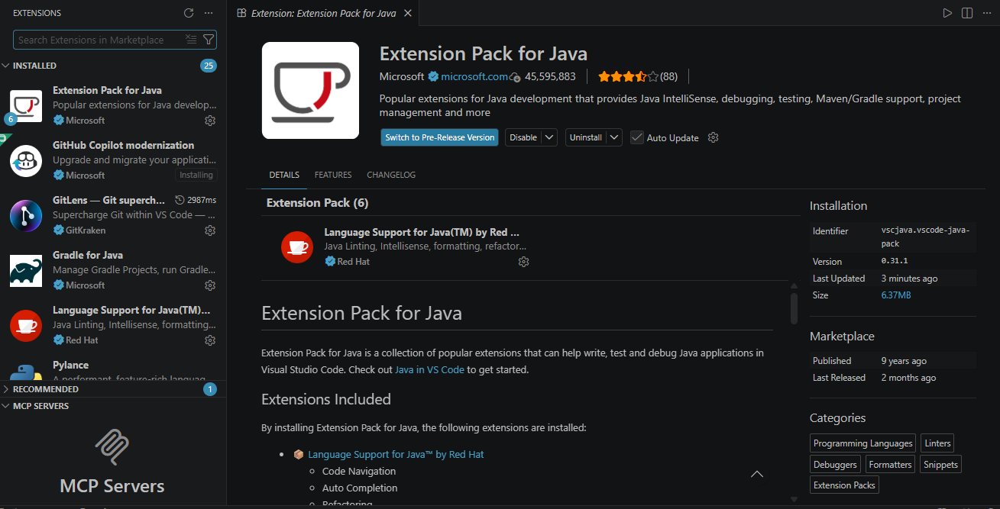 EXTENSIONS
Search Extensions in Marketplace
INSTALLED
25
Extension Pack for Java
Popular extensions for Java develop...
6
Microsoft
GitHub Copilot modernization
Upgrade and migrate your applicati...
Microsoft
Installing
GitLens — Git superch...
2987ms
Supercharge Git within VS Code — ...
GitKraken
Gradle for Java
Manage Gradle Projects, run Gradle...
Microsoft
Language Support for Java(TM)...
Java Linting, Intellisense, formatting...
Red Hat
Pylance
A performant, feature-rich languag...
RECOMMENDED
1
MCP SERVERS
MCP Servers
Extension: Extension Pack for Java
Extension Pack for Java
Microsoft microsoft.com 45,595,883 (88)
Popular extensions for Java development that provides Java IntelliSense, debugging, testing, Maven/Gradle support, project
management and more
Switch to Pre-Release Version Disable Uninstall Auto Update
DETAILS FEATURES CHANGELOG
Extension Pack (6)
Language Support for Java(TM) by Red ...
Java Linting, Intellisense, formatting, refactor...
Red Hat
Extension Pack for Java
Extension Pack for Java is a collection of popular extensions that can help write, test and debug Java applications in
Visual Studio Code. Check out Java in VS Code to get started.
Extensions Included
By installing Extension Pack for Java, the following extensions are installed:
• 📦 Language Support for Java™ by Red Hat
Code Navigation
Auto Completion
Refactoring
Installation
Identifier vscjava.vscode-java-
pack
Version 0.31.1
Last Updated 3 minutes ago
Size 6.37MB
Marketplace
Published 9 years ago
Last Released 2 months ago
Categories
Programming Languages Linters
Debuggers Formatters Snippets
Extension Packs